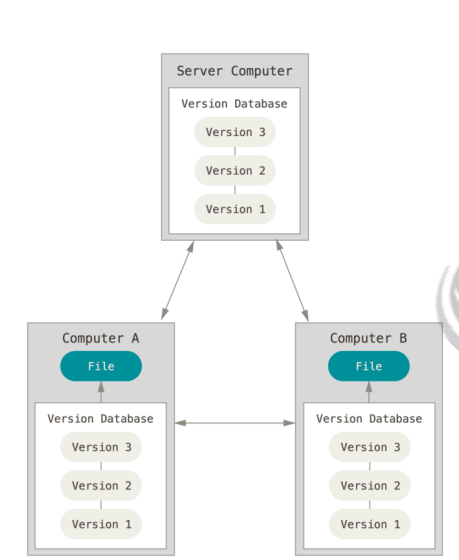 Server Computer
Version Database
Version 3
Version 2
Version 1
Computer A
File
Version Database
Version 3
Version 2
Version 1
Computer B
File
Version Database
Version 3
Version 2
Version 1